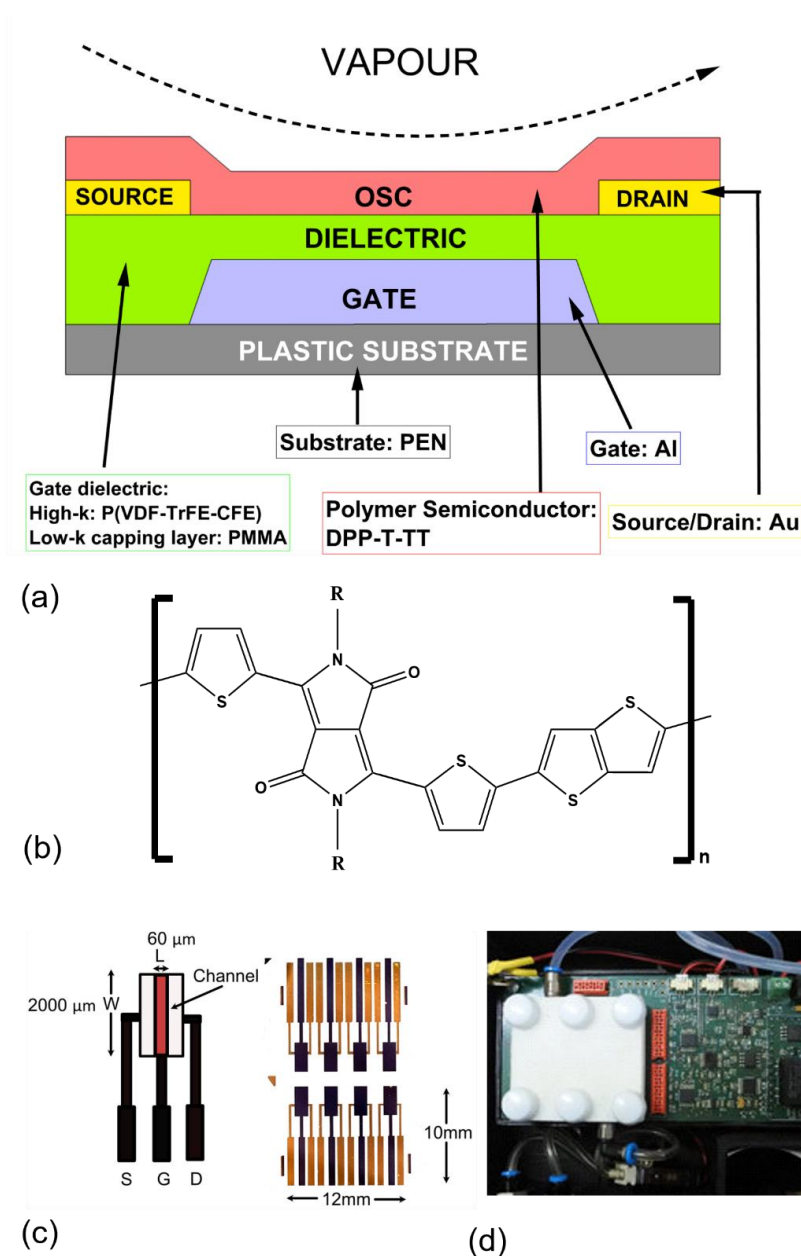 VAPOUR
SOURCE
OSC
DRAIN
DIELECTRIC
GATE
PLASTIC SUBSTRATE
Substrate: PEN
Gate: Al
Gate dielectric:
High-k: P(VDF-TrFE-CFE)
Low-k capping layer: PMMA
Polymer Semiconductor:
DPP-T-TT
Source/Drain: Au
(a)
R
N
O
S
S
S
O
N
S
R
n
(b)
60 µm
L
Channel
2000 µm
W
S G D
10mm
12mm
(c)
(d)